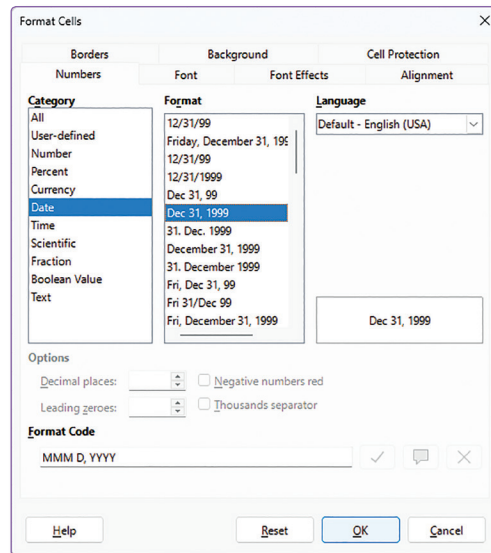 Format Cells
Borders Background Cell Protection
Numbers Font Font Effects Alignment
Category
All
User-defined
Number
Percent
Currency
Date
Time
Scientific
Fraction
Boolean Value
Text
Format
12/31/99
Friday, December 31, 199
12/31/99
12/31/1999
Dec 31, 99
Dec 31, 1999
31. Dec. 1999
December 31, 1999
31. December 1999
Fri, Dec 31, 99
Fri 31/Dec 99
Fri, December 31, 1999
Language
Default - English (USA)
Dec 31, 1999
Options
Decimal places: Negative numbers red
Leading zeroes: Thousands separator
Format Code
MMM D, YYYY
Help Reset OK Cancel